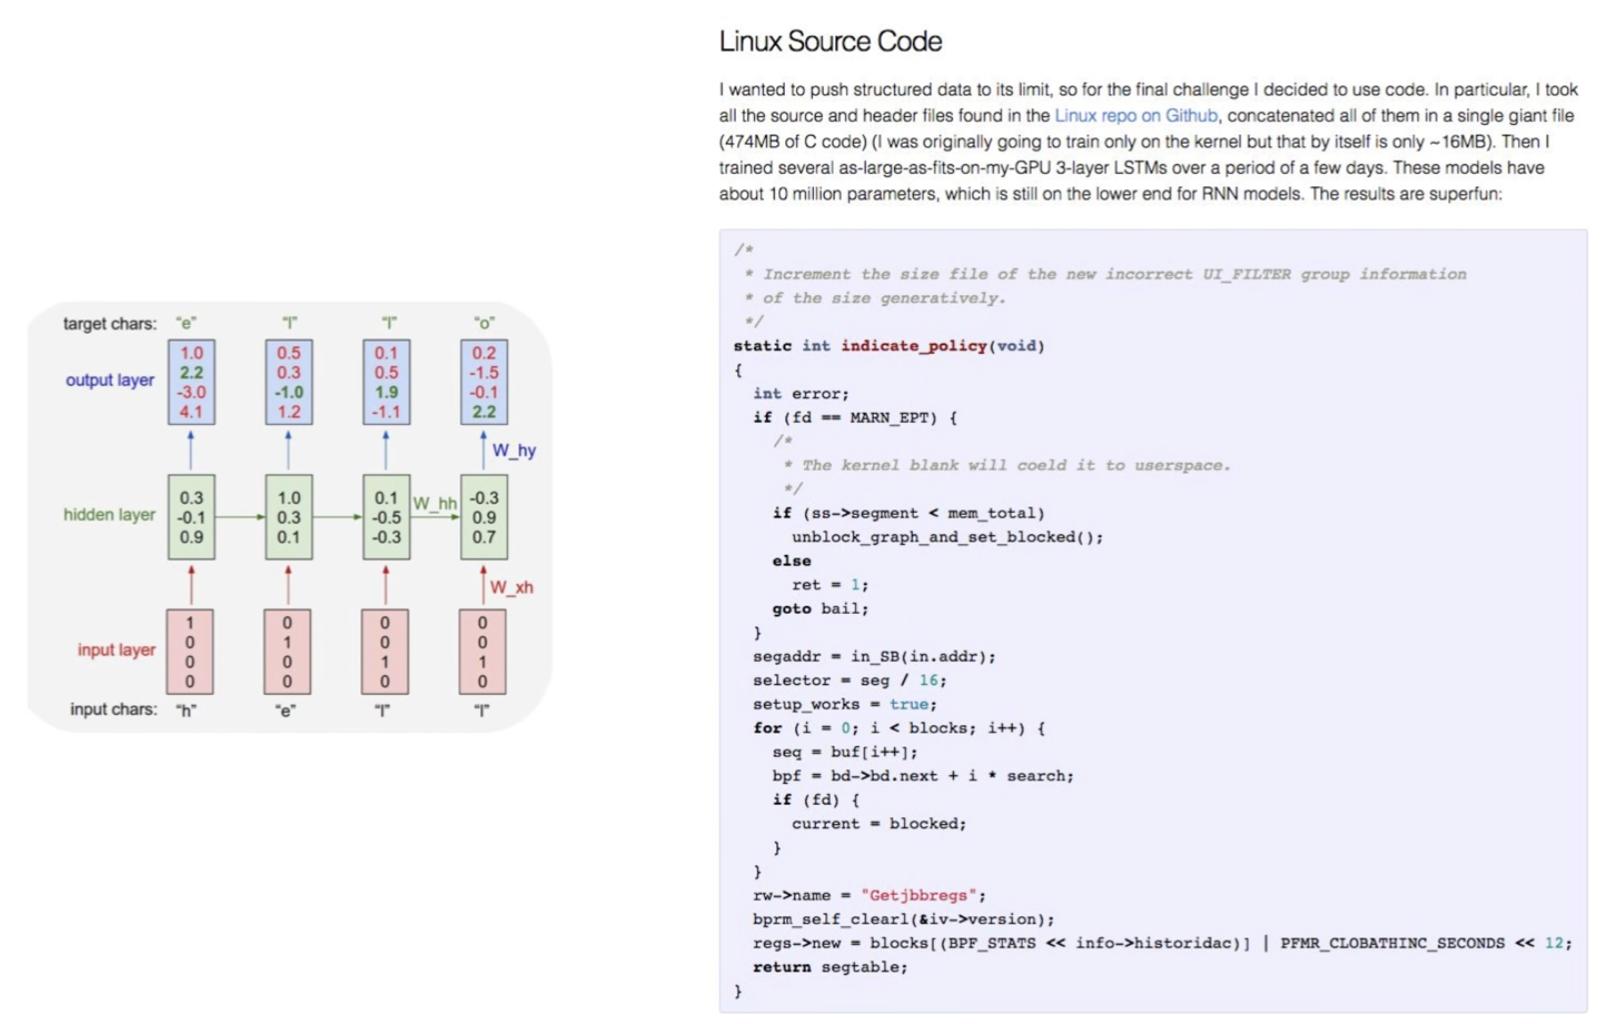 target chars: "e" "l" "l" "o"
output layer
1.0 0.5 0.1 0.2
2.2 0.3 0.5 -1.5
-3.0 -1.0 1.9 -0.1
4.1 1.2 -1.1 2.2
W_hy
hidden layer
0.3 1.0 0.1 -0.3
-0.1 0.3 -0.5 0.9
0.9 0.1 -0.3 0.7
W_hh
W_xh
input layer
1 0 0 0
0 1 0 0
0 0 1 1
0 0 0 0
input chars: "h" "e" "l" "l"
Linux Source Code
I wanted to push structured data to its limit, so for the final challenge I decided to use code. In particular, I took
all the source and header files found in the Linux repo on Github, concatenated all of them in a single giant file
(474MB of C code) (I was originally going to train only on the kernel but that by itself is only ~16MB). Then I
trained several as-large-as-fits-on-my-GPU 3-layer LSTMs over a period of a few days. These models have
about 10 million parameters, which is still on the lower end for RNN models. The results are superfun:
/*
 * Increment the size file of the new incorrect UI_FILTER group information
 * of the size generatively.
 */
static int indicate_policy(void)
{
  int error;
  if (fd == MARN_EPT) {
    /*
     * The kernel blank will coeld it to userspace.
     */
    if (ss->segment < mem_total)
      unblock_graph_and_set_blocked();
    else
      ret = 1;
    goto bail;
  }
  segaddr = in_SB(in.addr);
  selector = seg / 16;
  setup_works = true;
  for (i = 0; i < blocks; i++) {
    seq = buf[i++];
    bpf = bd->bd.next + i * search;
    if (fd) {
      current = blocked;
    }
  }
  rw->name = "Getjbbregs";
  bprm_self_clearl(&iv->version);
  regs->new = blocks[(BPF_STATS << info->historidac)] | PFMR_CLOBATHINC_SECONDS << 12;
  return segtable;
}